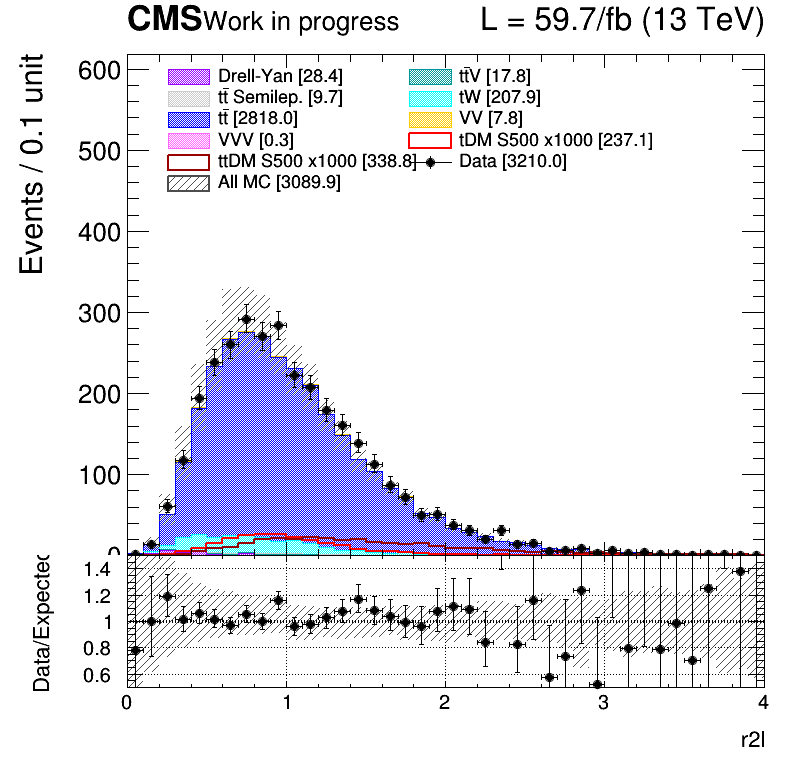 CMS Work in progress L = 59.7/fb (13 TeV)
Events / 0.1 unit
600
500
400
300
200
100
0
Drell-Yan [28.4] tt̄V [17.8]
tt̄ Semilep. [9.7] tW [207.9]
tt̄ [2818.0] VV [7.8]
VVV [0.3] tDM S500 x1000 [237.1]
ttDM S500 x1000 [338.8] Data [3210.0]
All MC [3089.9]
Data/Expected
1.4
1.2
1
0.8
0.6
0 1 2 3 4
r2l